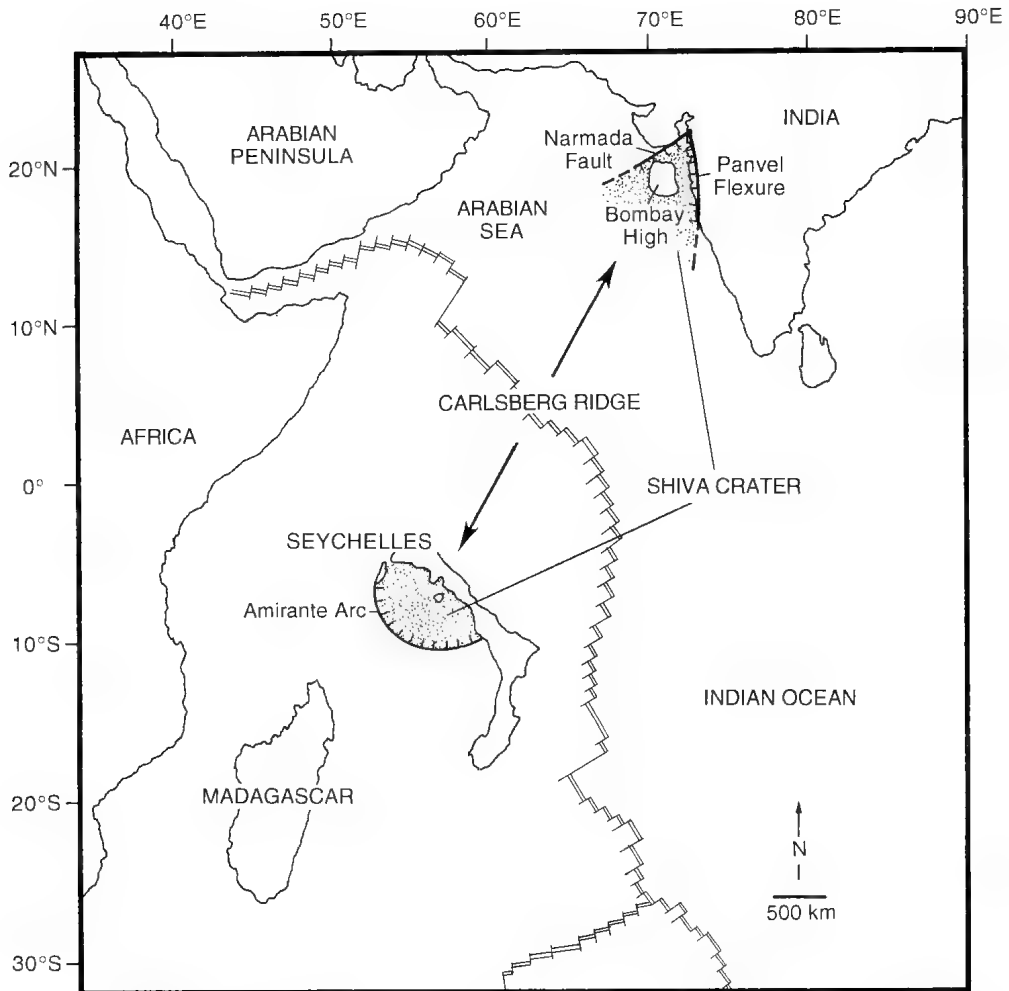 40°E
50°E
60°E
70°E
80°E
90°E
20°N
10°N
0°
10°S
20°S
30°S
ARABIAN
PENINSULA
INDIA
Narmada
Fault
Panvel
Flexure
ARABIAN
SEA
Bombay
High
CARLSBERG RIDGE
AFRICA
SHIVA CRATER
SEYCHELLES
Amirante Arc
INDIAN OCEAN
MADAGASCAR
N
500 km